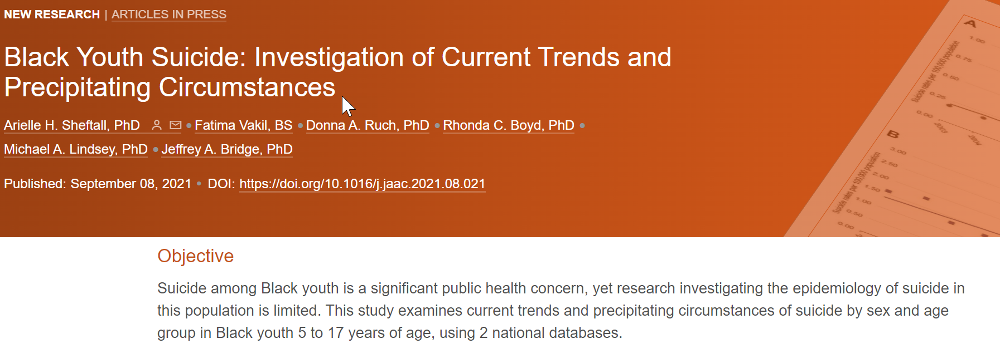 NEW RESEARCH | ARTICLES IN PRESS
Black Youth Suicide: Investigation of Current Trends and
Precipitating Circumstances
Arielle H. Sheftall, PhD • Fatima Vakil, BS • Donna A. Ruch, PhD • Rhonda C. Boyd, PhD •
Michael A. Lindsey, PhD • Jeffrey A. Bridge, PhD
Published: September 08, 2021 • DOI: https://doi.org/10.1016/j.jaac.2021.08.021
A
Suicide rates per 100,000 population
1.00
0.75
0.50
0.25
0.00
2003
2004
B
Suicide rates per 100,000 population
3.00
2.50
2.00
1.50
1.00
0.50
0.00
Objective
Suicide among Black youth is a significant public health concern, yet research investigating the epidemiology of suicide in
this population is limited. This study examines current trends and precipitating circumstances of suicide by sex and age
group in Black youth 5 to 17 years of age, using 2 national databases.